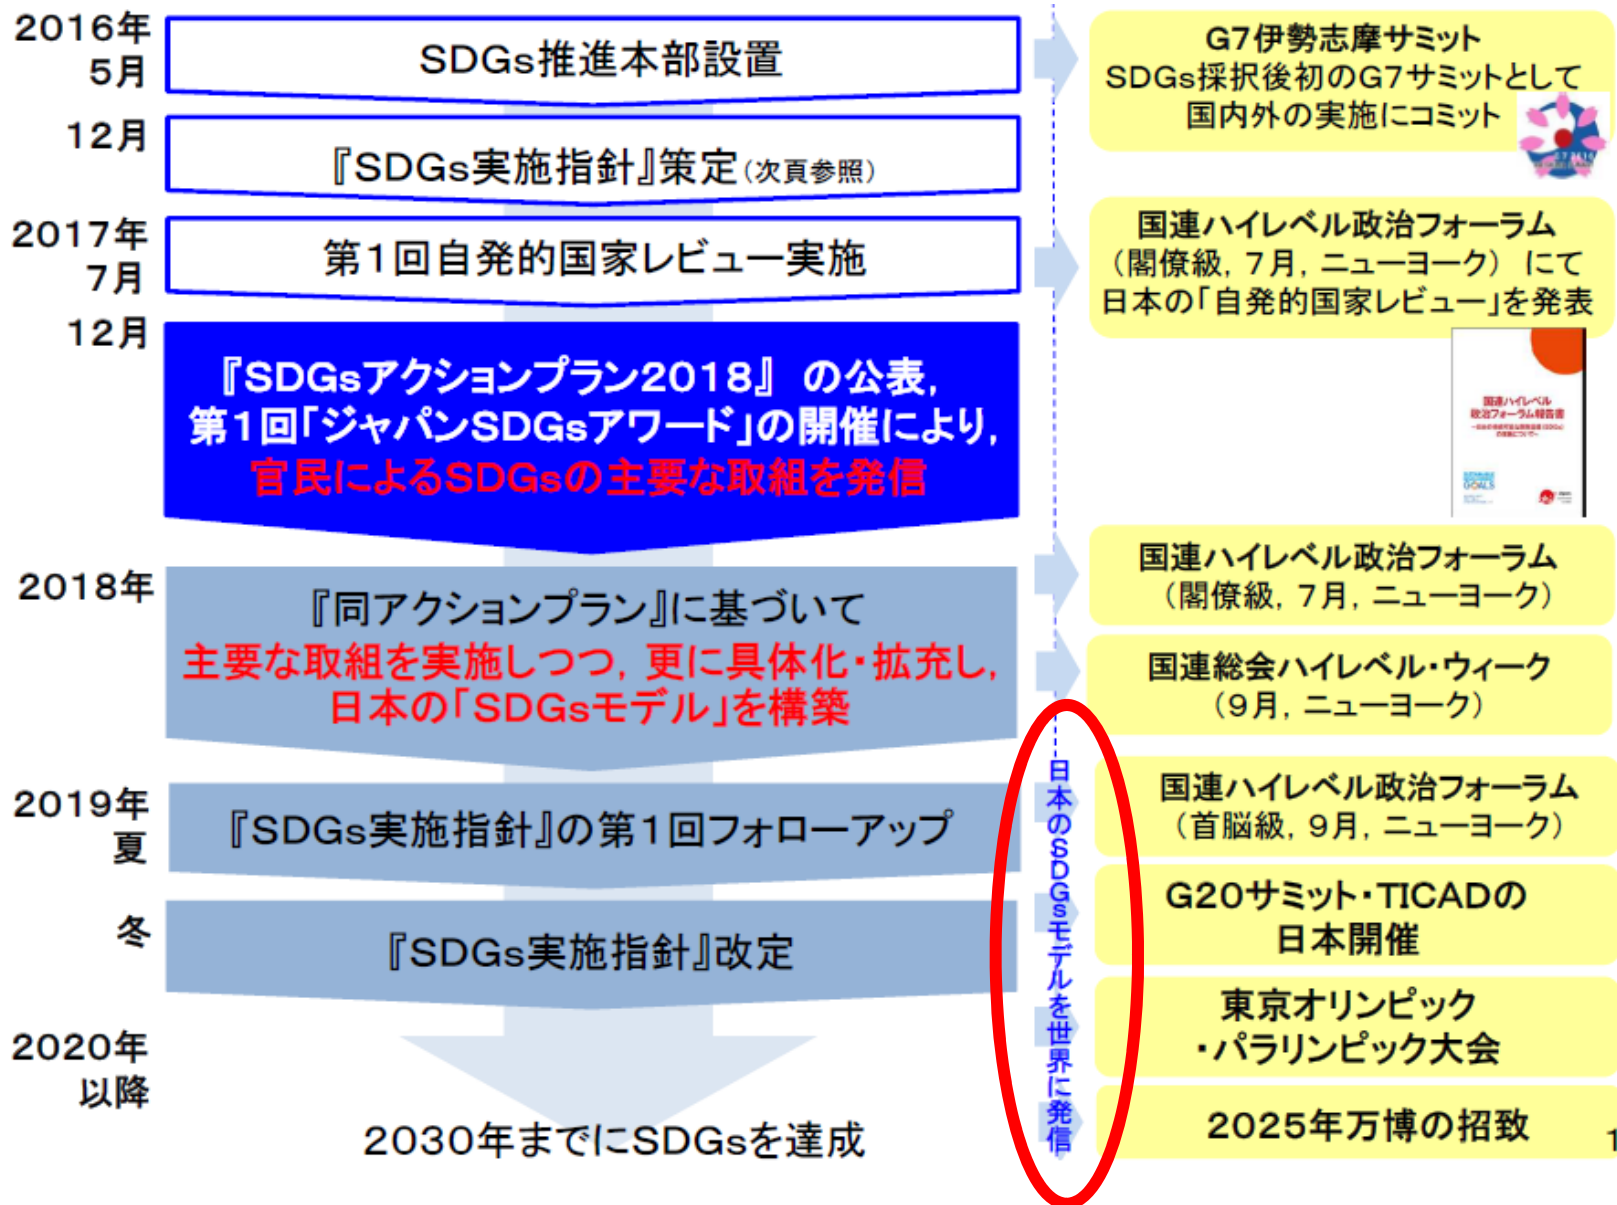 2016年
5月
SDGs推進本部設置
G7伊勢志摩サミット
SDGs採択後初のG7サミットとして
国内外の実施にコミット
12月
『SDGs実施指針』策定(次頁参照)
2017年
7月
第1回自発的国家レビュー実施
国連ハイレベル政治フォーラム
(閣僚級, 7月, ニューヨーク) にて
日本の「自発的国家レビュー」を発表
12月
『SDGsアクションプラン2018』 の公表,
第1回「ジャパンSDGsアワード」の開催により,
官民によるSDGsの主要な取組を発信
国連ハイレベル
政治フォーラム報告書
GOALS
2018年
『同アクションプラン』に基づいて
主要な取組を実施しつつ, 更に具体化・拡充し,
日本の「SDGsモデル」を構築
国連ハイレベル政治フォーラム
(閣僚級, 7月, ニューヨーク)
国連総会ハイレベル・ウィーク
(9月, ニューヨーク)
日本のSDGsモデルを世界に発信
2019年
夏
『SDGs実施指針』の第1回フォローアップ
国連ハイレベル政治フォーラム
(首脳級, 9月, ニューヨーク)
冬
『SDGs実施指針』改定
G20サミット・TICADの
日本開催
東京オリンピック
・パラリンピック大会
2020年
以降
2030年までにSDGsを達成
2025年万博の招致
1